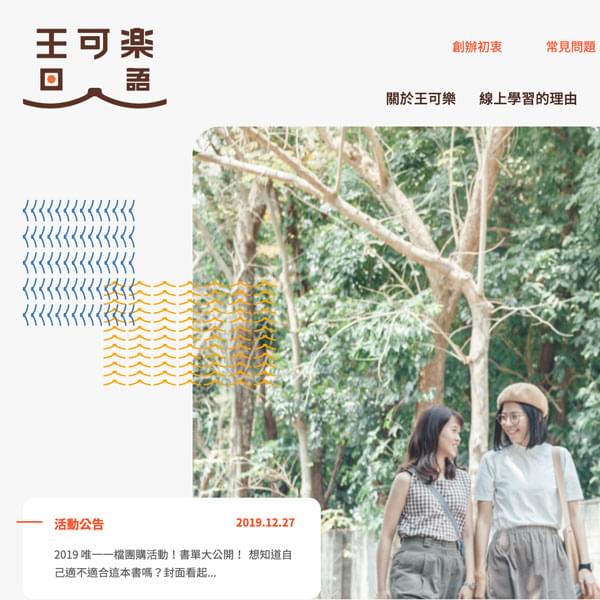 王可樂
日語
創辦初衷
常見問題
關於王可樂
線上學習的理由
活動公告
2019.12.27
2019 唯一一檔團購活動！書單大公開！ 想知道自
己適不適合這本書嗎？封面看起...